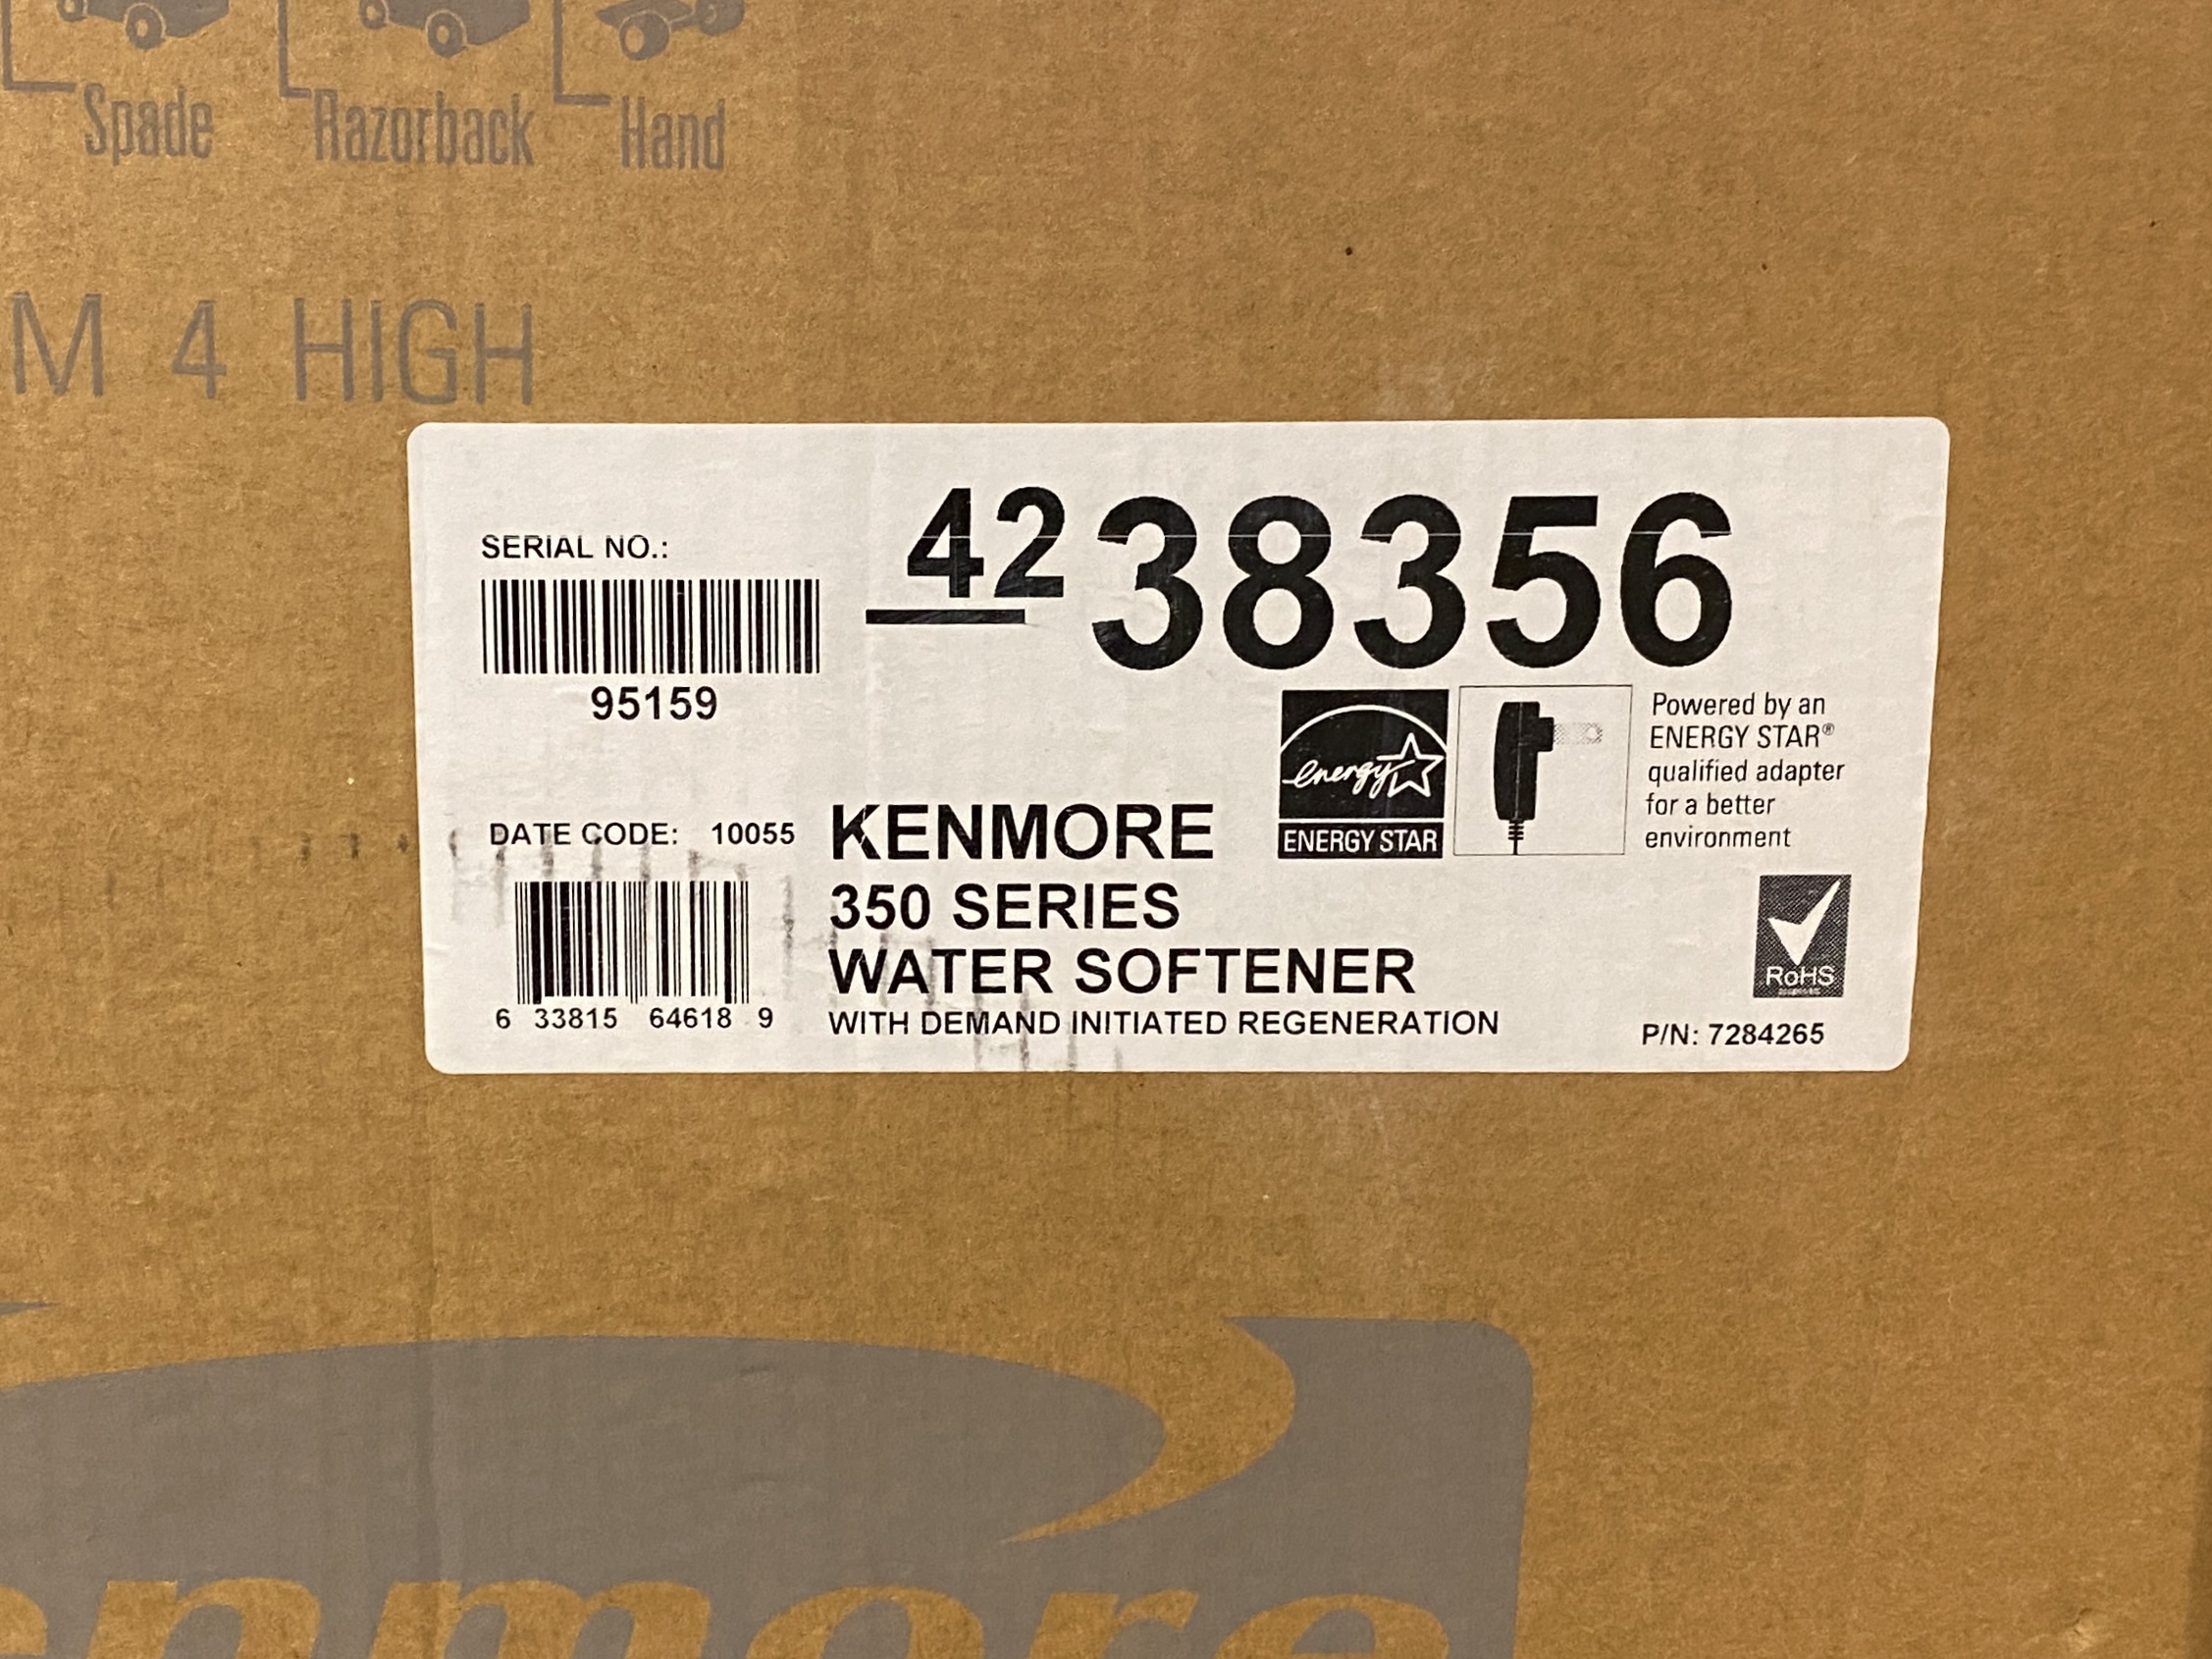 Spade Razorback Hand
M 4 HIGH
42 38356
SERIAL NO.:
95159
energy
ENERGY STAR
Powered by an
ENERGY STAR®
qualified adapter
for a better
environment
DATE CODE: 10055
KENMORE
350 SERIES
WATER SOFTENER
WITH DEMAND INITIATED REGENERATION
6 33815 64618 9
RoHS
P/N: 7284265
enmore